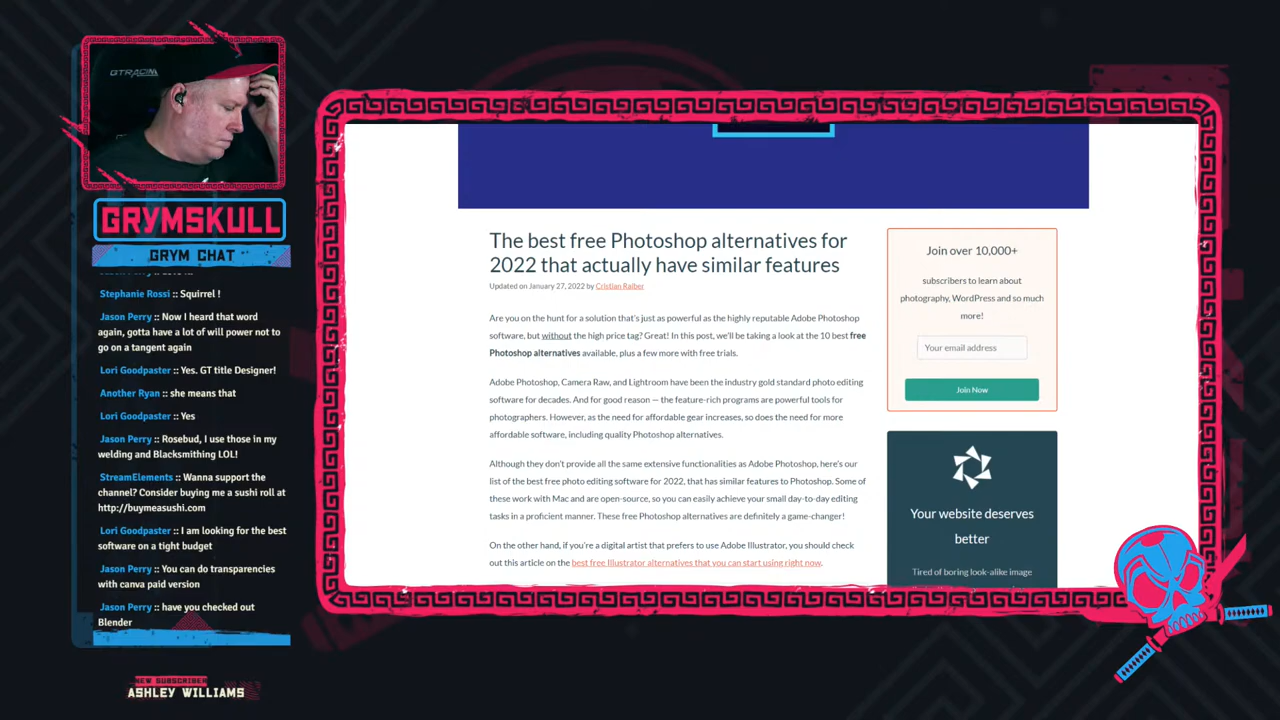 GTRACING
GRYMSKULL
GRYM CHAT
Stephanie Rossi :: Squirrel !
Jason Perry :: Now I heard that word
again, gotta have a lot of will power not to
go on a tangent again
Lori Goodpaster :: Yes. GT title Designer!
Another Ryan :: she means that
Lori Goodpaster :: Yes
Jason Perry :: Rosebud, I use those in my
welding and Blacksmithing LOL!
StreamElements :: Wanna support the
channel? Consider buying me a sushi roll at
http://buymeasushi.com
Lori Goodpaster :: I am looking for the best
software on a tight budget
Jason Perry :: You can do transparencies
with canva paid version
Jason Perry :: have you checked out
Blender
NEW SUBSCRIBER
ASHLEY WILLIAMS
The best free Photoshop alternatives for
2022 that actually have similar features
Updated on January 27, 2022 by Cristian Raiber
Are you on the hunt for a solution that's just as powerful as the highly reputable Adobe Photoshop
software, but without the high price tag? Great! In this post, we'll be taking a look at the 10 best free
Photoshop alternatives available, plus a few more with free trials.
Adobe Photoshop, Camera Raw, and Lightroom have been the industry gold standard photo editing
software for decades. And for good reason — the feature-rich programs are powerful tools for
photographers. However, as the need for affordable gear increases, so does the need for more
affordable software, including quality Photoshop alternatives.
Although they don't provide all the same extensive functionalities as Adobe Photoshop, here's our
list of the best free photo editing software for 2022, that has similar features to Photoshop. Some of
these work with Mac and are open-source, so you can easily achieve your small day-to-day editing
tasks in a proficient manner. These free Photoshop alternatives are definitely a game-changer!
On the other hand, if you're a digital artist that prefers to use Adobe Illustrator, you should check
out this article on the best free Illustrator alternatives that you can start using right now.
Join over 10,000+
subscribers to learn about
photography, WordPress and so much
more!
Your email address
Join Now
Your website deserves
better
Tired of boring look-alike image